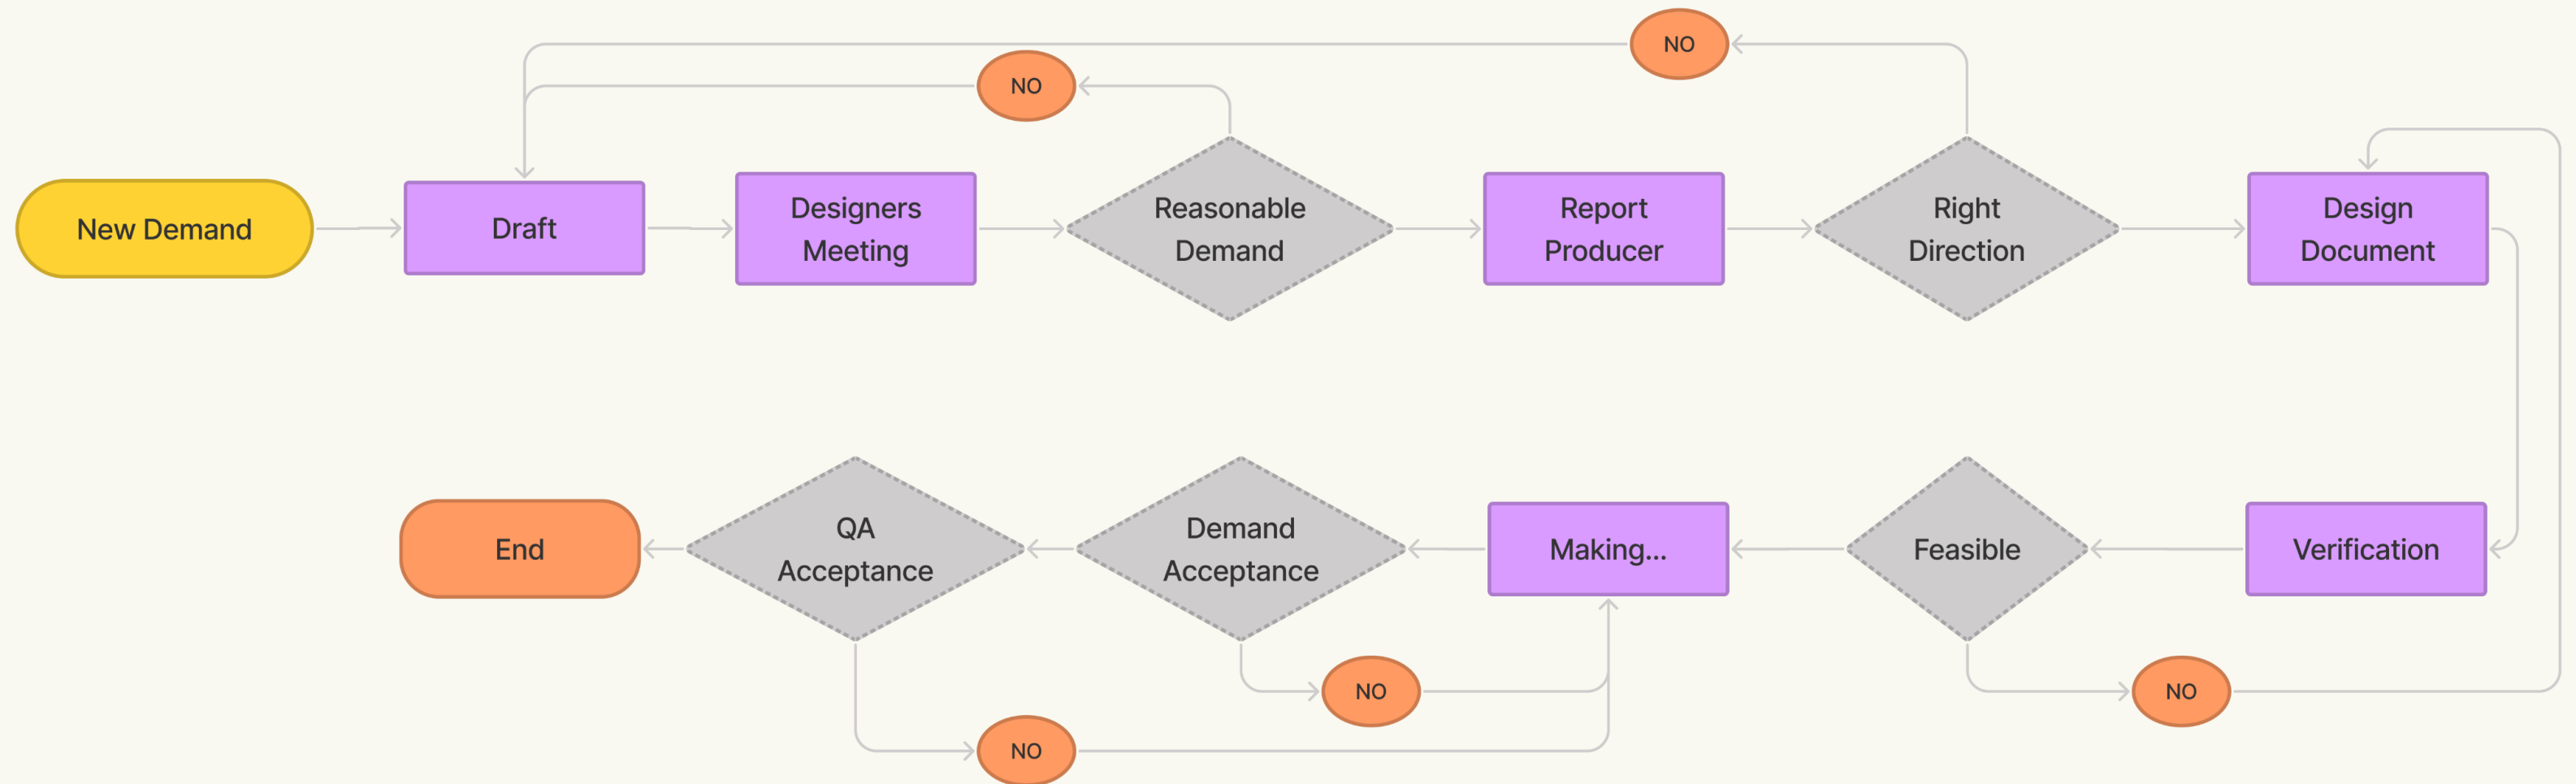 NO
NO
New Demand
Draft
Designers
Meeting
Reasonable
Demand
Report
Producer
Right
Direction
Design
Document
End
QA
Acceptance
Demand
Acceptance
Making...
Feasible
Verification
NO
NO
NO